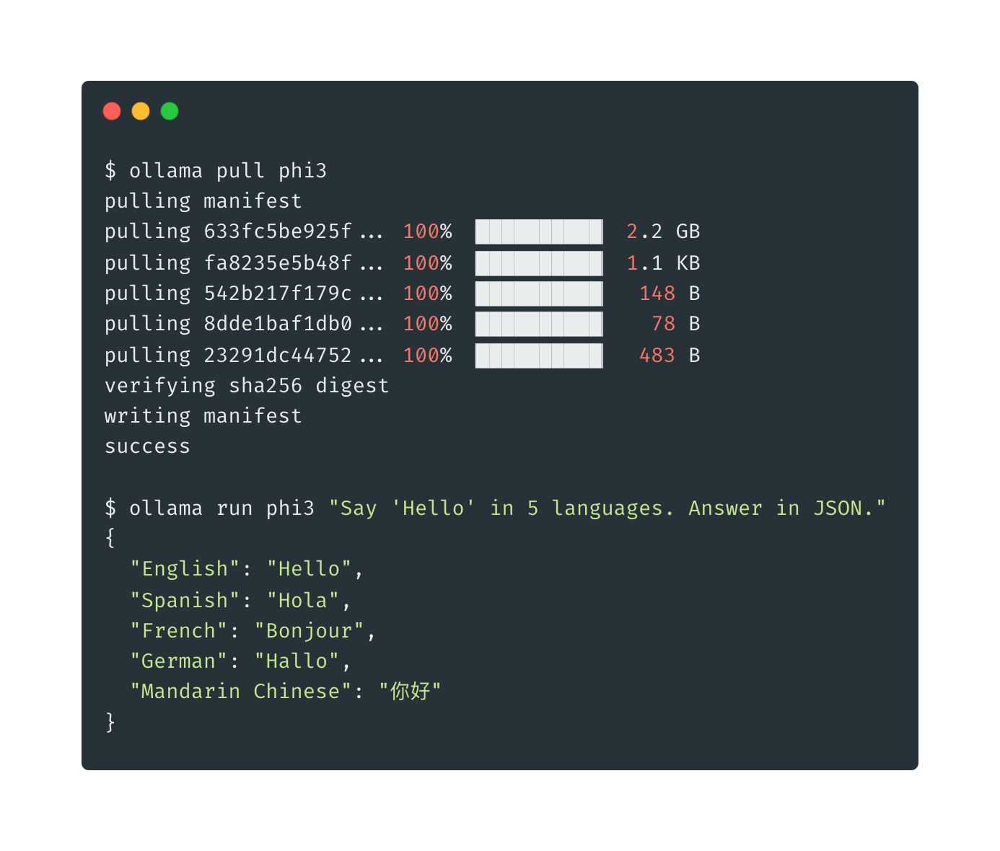 $ ollama pull phi3
pulling manifest
pulling 633fc5be925f... 100% ██████████ 2.2 GB
pulling fa8235e5b48f... 100% ██████████ 1.1 KB
pulling 542b217f179c... 100% ██████████ 148 B
pulling 8dde1baf1db0... 100% ██████████ 78 B
pulling 23291dc44752... 100% ██████████ 483 B
verifying sha256 digest
writing manifest
success

$ ollama run phi3 "Say 'Hello' in 5 languages. Answer in JSON."
{
  "English": "Hello",
  "Spanish": "Hola",
  "French": "Bonjour",
  "German": "Hallo",
  "Mandarin Chinese": "你好"
}